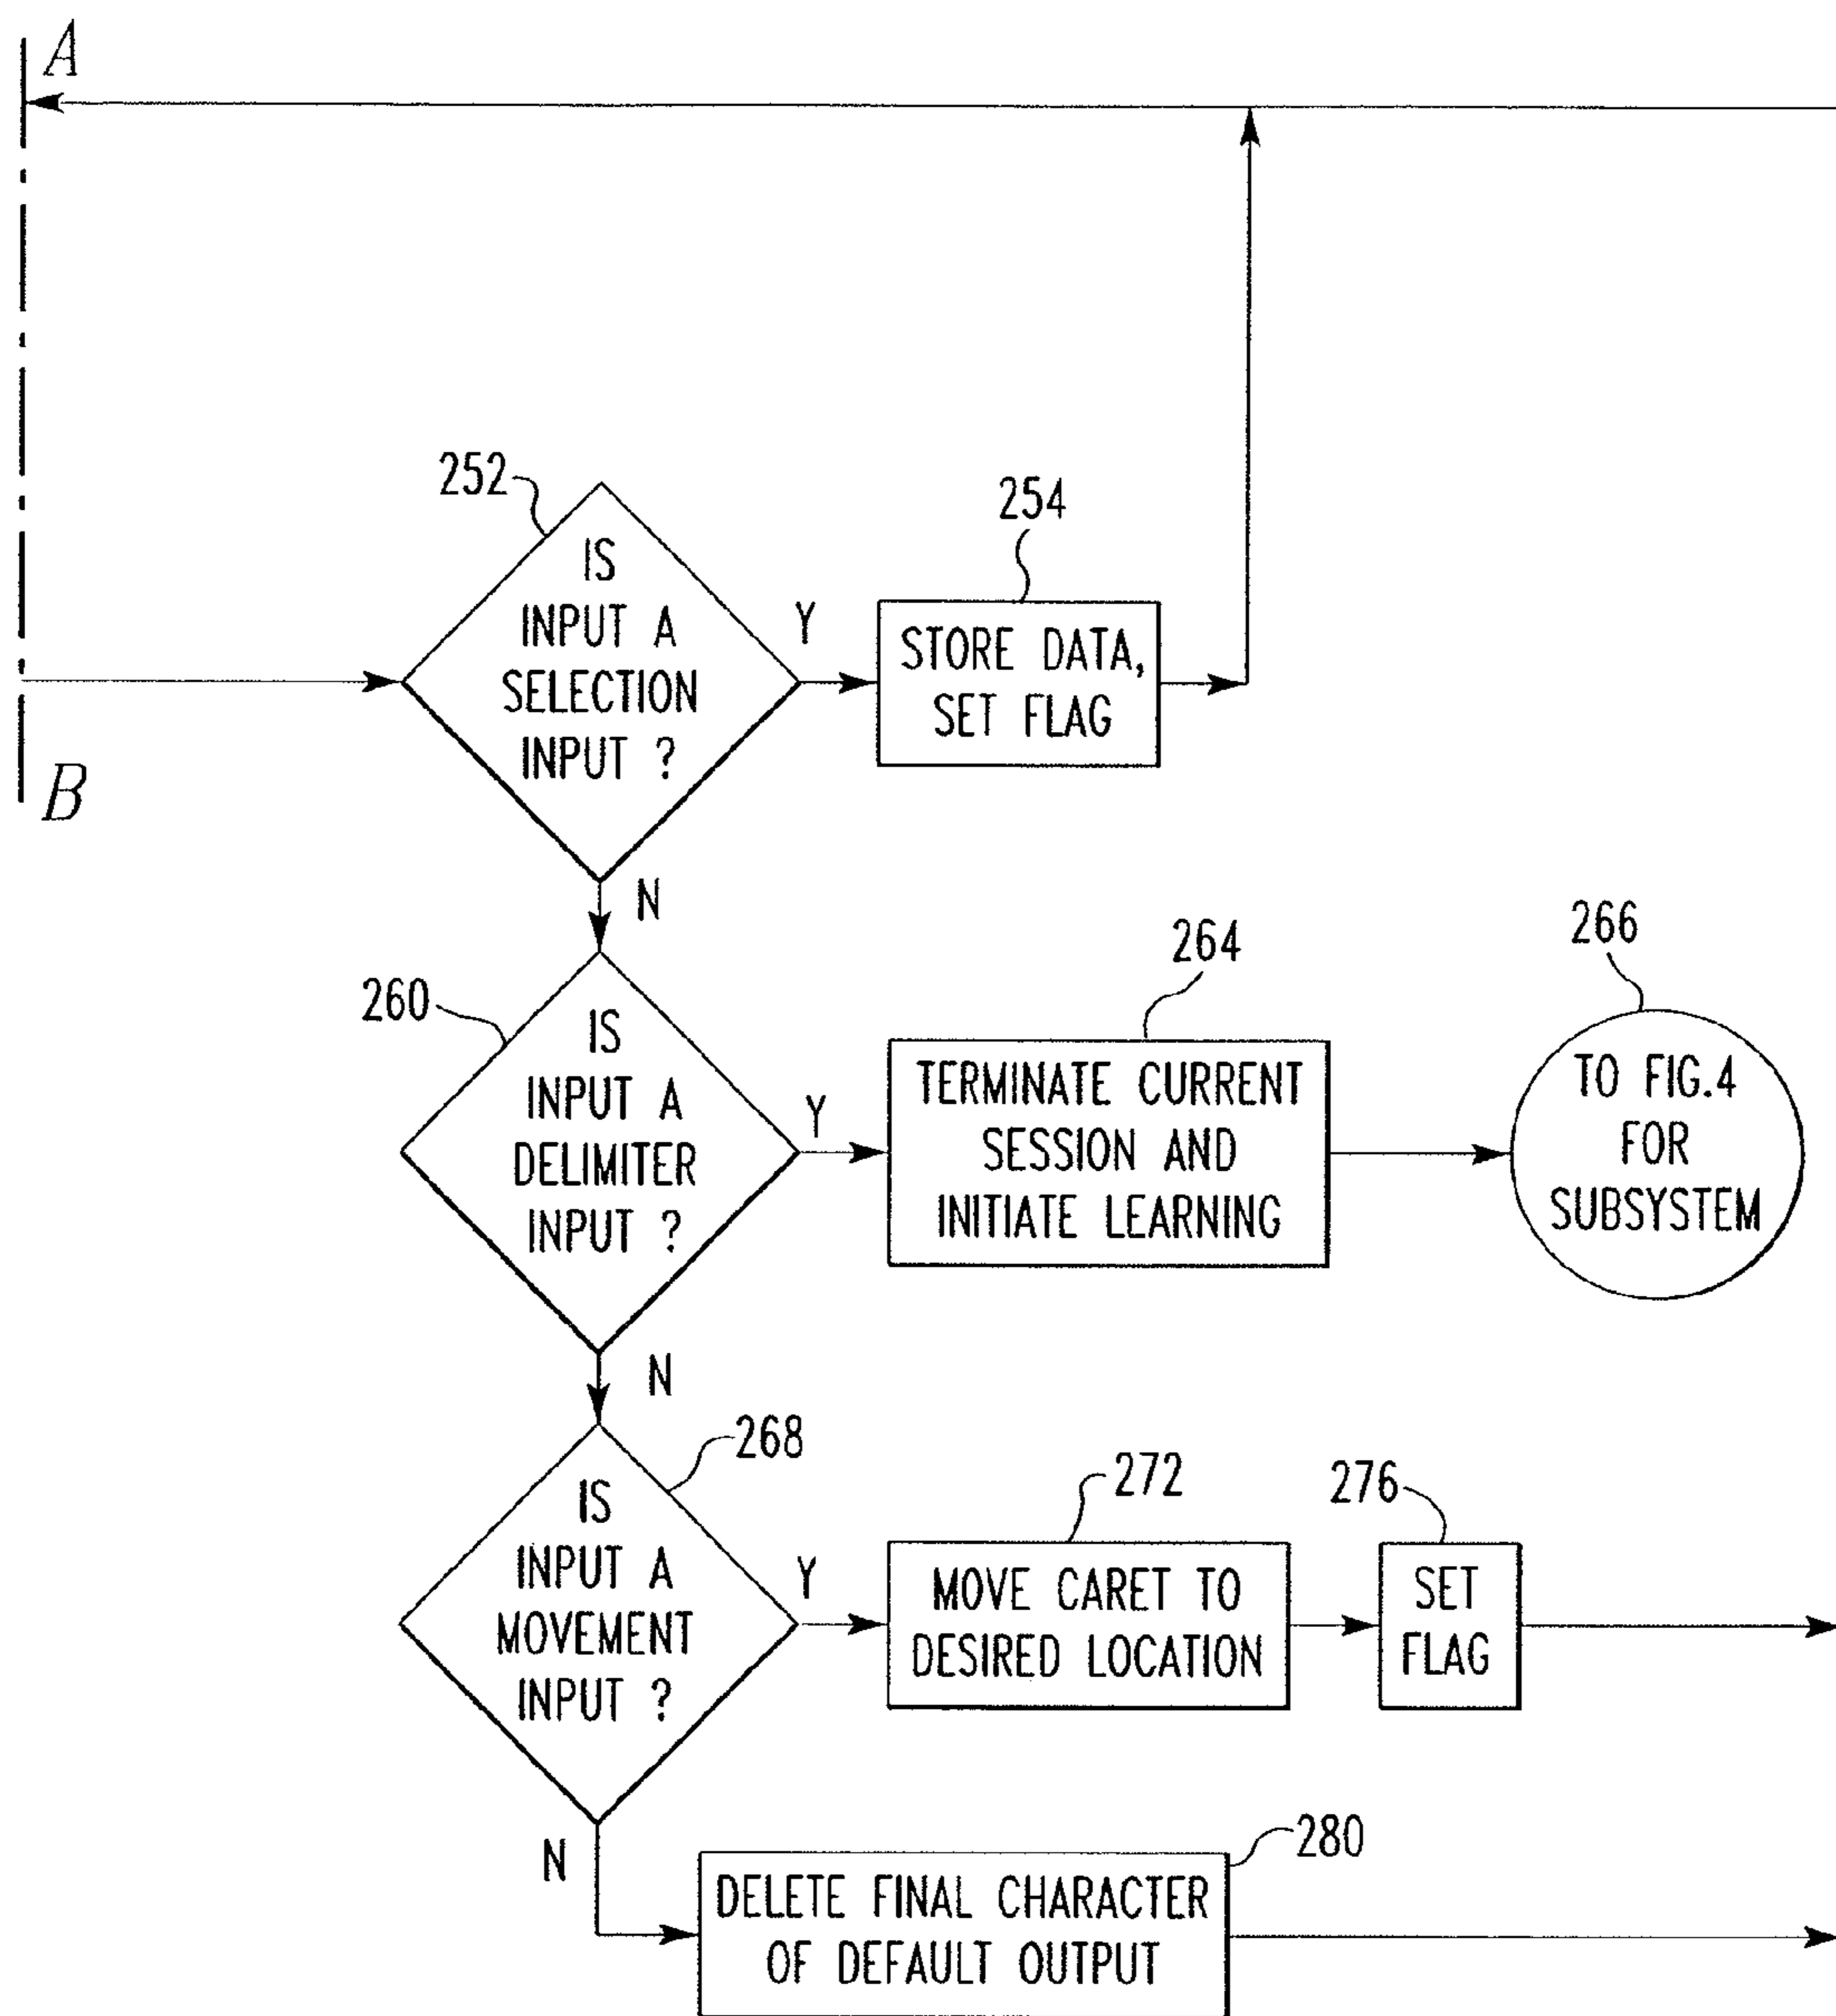 A
B
252
IS
INPUT A
SELECTION
INPUT ?
Y
254
STORE DATA,
SET FLAG
N
260
IS
INPUT A
DELIMITER
INPUT ?
Y
264
TERMINATE CURRENT
SESSION AND
INITIATE LEARNING
266
TO FIG.4
FOR
SUBSYSTEM
N
268
IS
INPUT A
MOVEMENT
INPUT ?
Y
272
MOVE CARET TO
DESIRED LOCATION
276
SET
FLAG
N
280
DELETE FINAL CHARACTER
OF DEFAULT OUTPUT